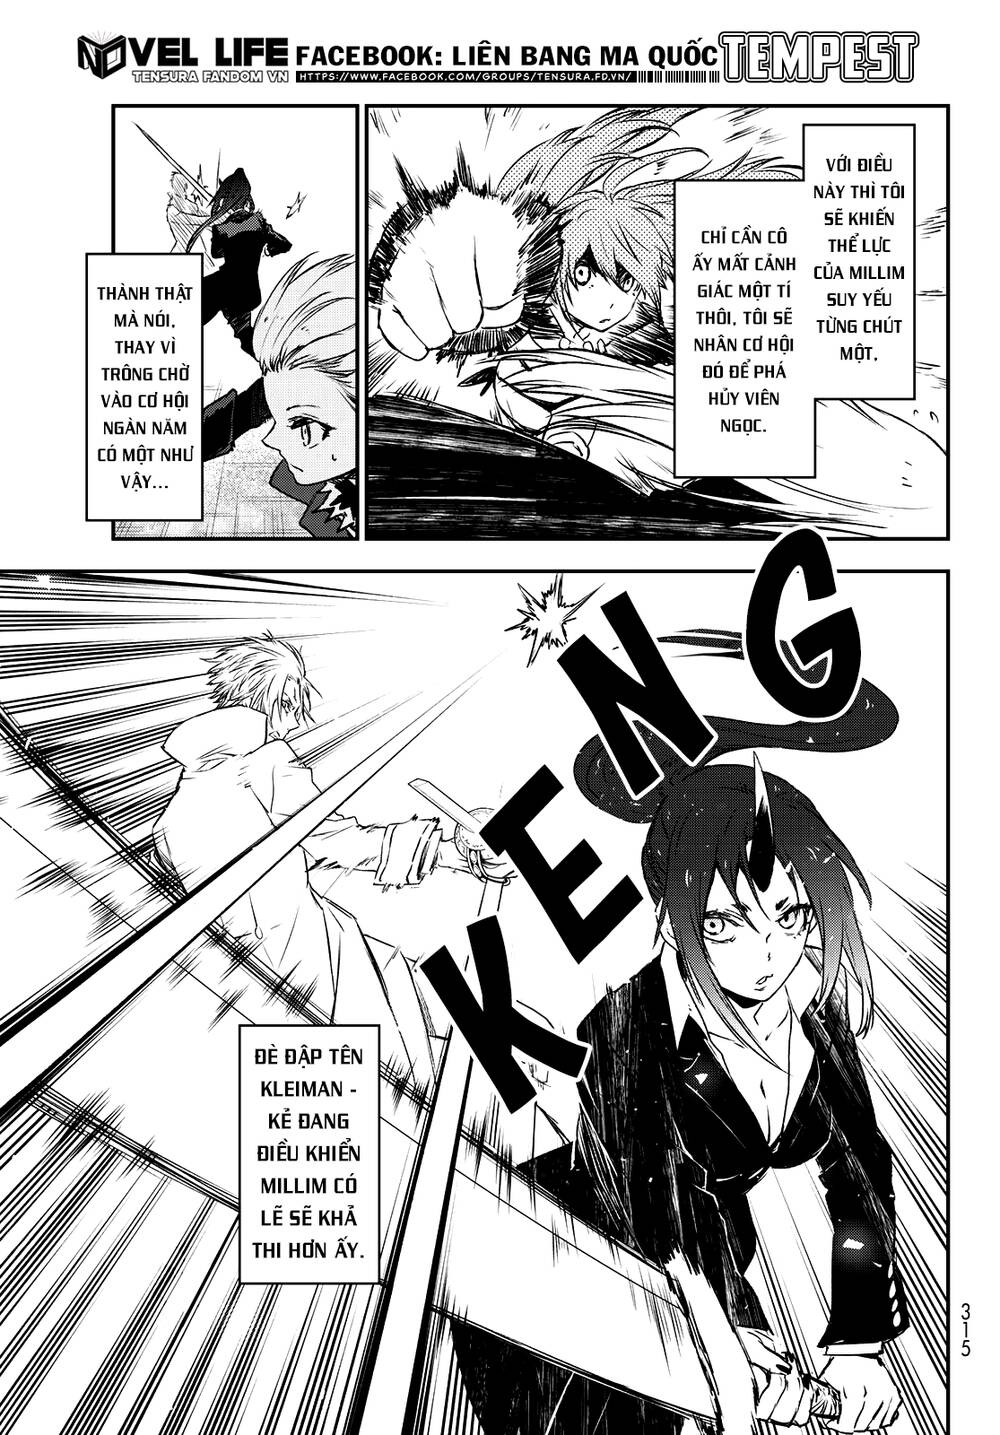 NOVEL LIFE
TENSURA FANDOM VN
FACEBOOK: LIÊN BANG MA QUỐC
HTTPS://WWW.FACEBOOK.COM/GROUPS/TENSURA.FD.VN/
TEMPEST
VỚI ĐIỀU
NÀY THÌ TÔI
SẼ KHIẾN
THỂ LỰC
CỦA MILLIM
SUY YẾU
TỪNG CHÚT
MỘT,
CHỈ CẦN CÔ
ẤY MẤT CẢNH
GIÁC MỘT TÍ
THÔI, TÔI SẼ
NHÂN CƠ HỘI
ĐÓ ĐỂ PHÁ
HỦY VIÊN
NGỌC.
THÀNH THẬT
MÀ NÓI,
THAY VÌ
TRÔNG CHỜ
VÀO CƠ HỘI
NGÀN NĂM
CÓ MỘT NHƯ
VẬY...
KENG
ĐÈ ĐẬP TÊN
KLEIMAN -
KẺ ĐANG
ĐIỀU KHIỂN
MILLIM CÓ
LẼ SẼ KHẢ
THI HƠN ẤY.
315